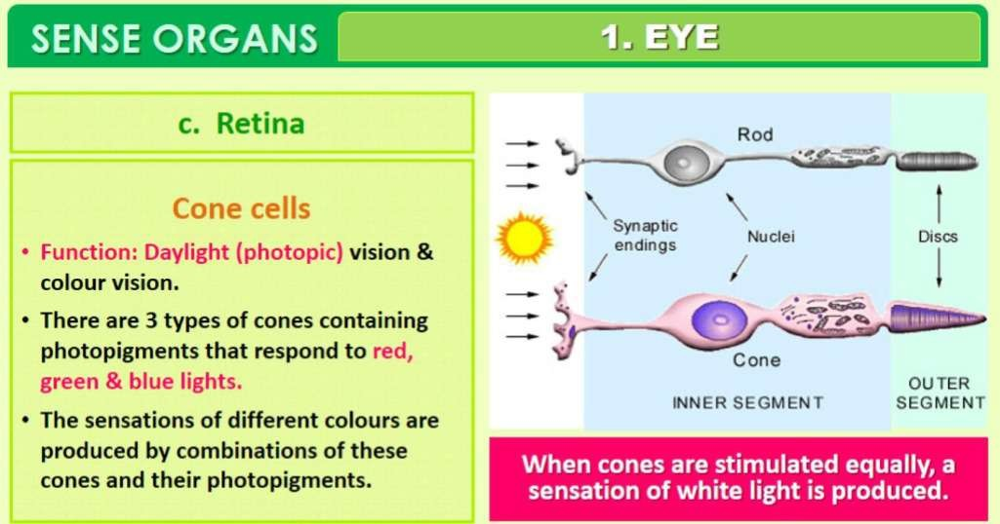 SENSE ORGANS
1. EYE
c. Retina
Cone cells
• Function: Daylight (photopic) vision &
colour vision.
• There are 3 types of cones containing
photopigments that respond to red,
green & blue lights.
• The sensations of different colours are
produced by combinations of these
cones and their photopigments.
Rod
Synaptic
endings
Nuclei
Discs
Cone
INNER SEGMENT
OUTER
SEGMENT
When cones are stimulated equally, a
sensation of white light is produced.